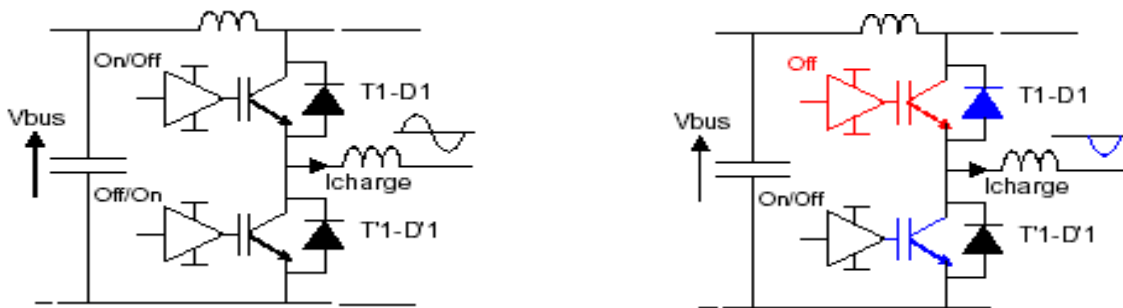 On/Off
T1-D1
Vbus
Icharge
Off/On
T'1-D'1
Off
T1-D1
Vbus
Icharge
On/Off
T'1-D'1